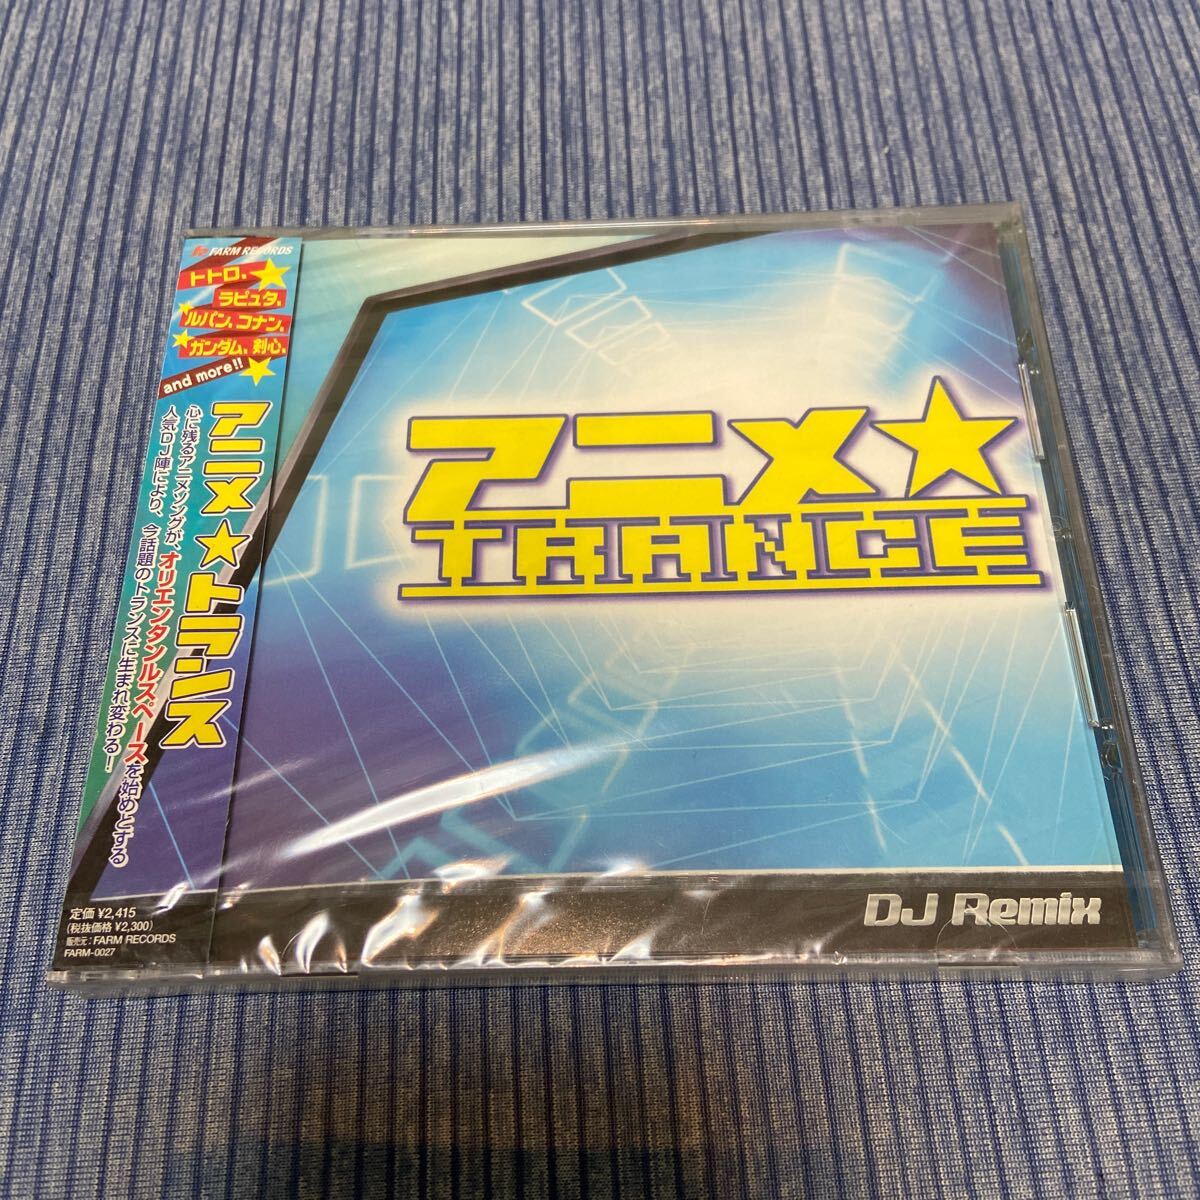 FARM RECORDS
トトロ、
ラピュタ、
ルパン、コナン、
ガンダム、剣心、
and more!!
アニメ★トランス
心に残るアニメソングが、オリエンタンルスペースを始めとする
人気DJ陣により、今話題のトランスに生まれ変わる!
定価 ¥2,415
(税抜価格 ¥2,300)
販売元:FARM RECORDS
FARM-0027
アニメ★
TRANCE
DJ Remix